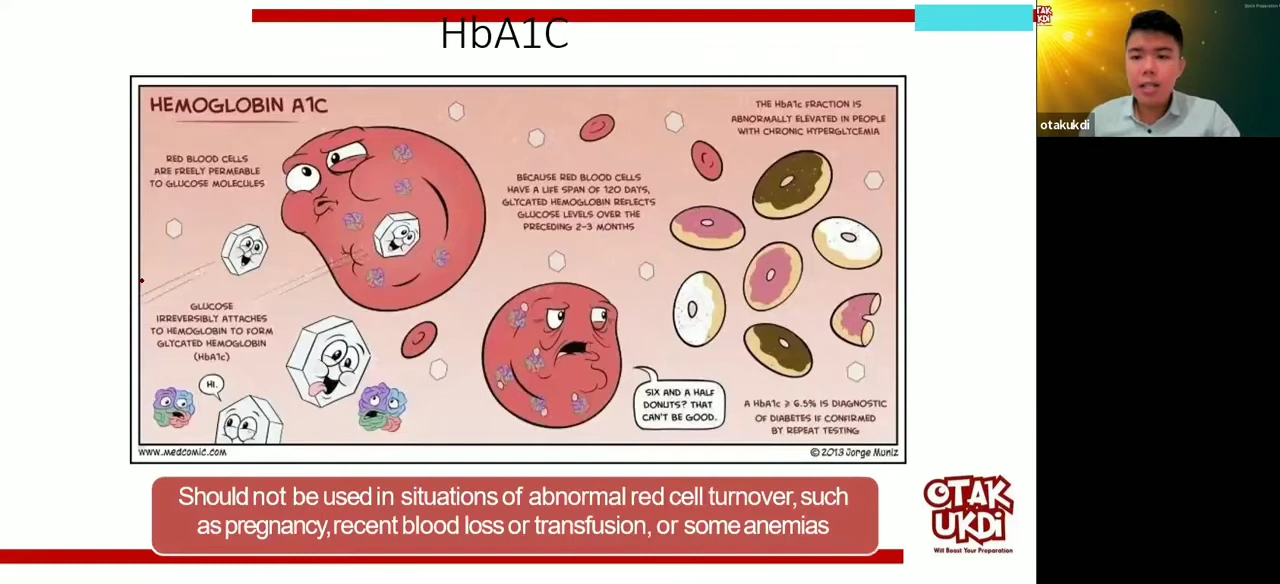 HbA1C
HEMOGLOBIN A1C
RED BLOOD CELLS
ARE FREELY PERMEABLE
TO GLUCOSE MOLECULES
GLUCOSE
IRREVERSIBLY ATTACHES
TO HEMOGLOBIN TO FORM
GLYCATED HEMOGLOBIN
(HbA1c)
HI.
BECAUSE RED BLOOD CELLS
HAVE A LIFE SPAN OF 120 DAYS,
GLYCATED HEMOGLOBIN REFLECTS
GLUCOSE LEVELS OVER THE
PRECEDING 2-3 MONTHS
THE HbA1c FRACTION IS
ABNORMALLY ELEVATED IN PEOPLE
WITH CHRONIC HYPERGLYCEMIA
SIX AND A HALF
DONUTS? THAT
CAN'T BE GOOD.
A HbA1c ≥ 6.5% IS DIAGNOSTIC
OF DIABETES IF CONFIRMED
BY REPEAT TESTING
www.medcomic.com
© 2013 Jorge Muniz
Should not be used in situations of abnormal red cell turnover, such
as pregnancy, recent blood loss or transfusion, or some anemias
OTAK
UKDi
Will Boost Your Preparation
TAK
KDi
otakukdi